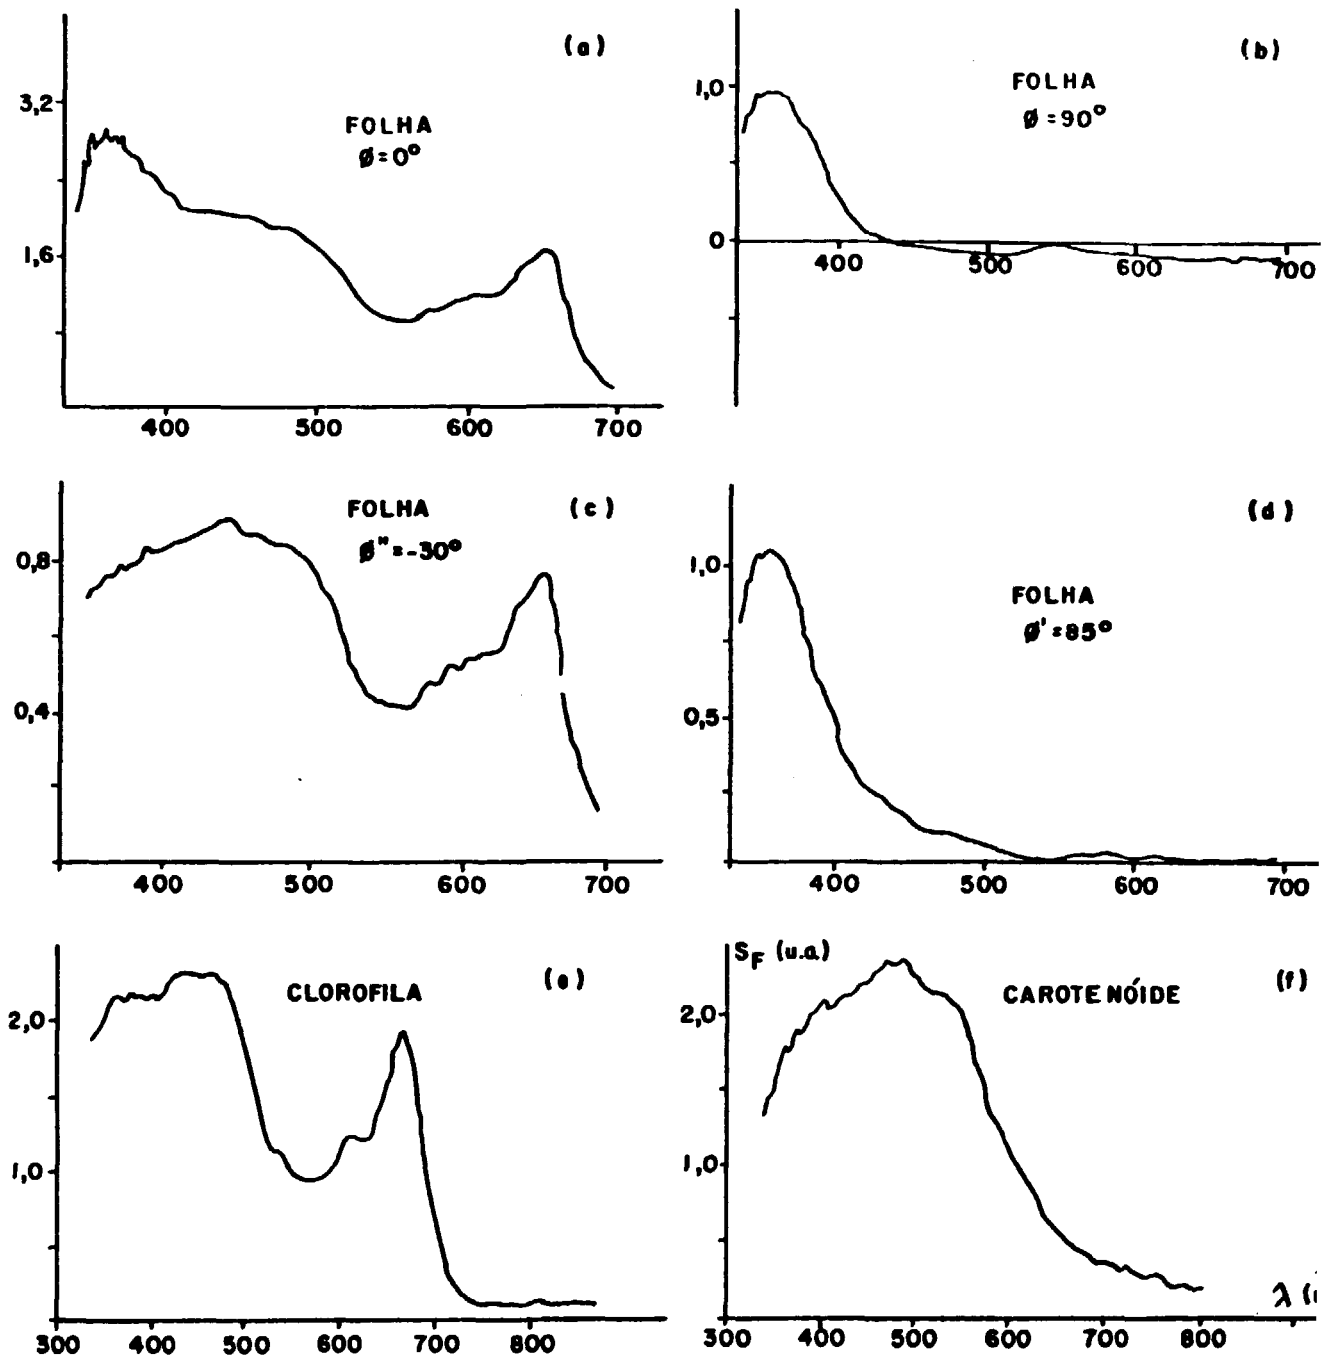 (a)
3,2
FOLHA
Ø=0°
1,6
400 500 600 700
(b)
1,0
FOLHA
Ø=90°
0
400 500 600 700
(c)
FOLHA
Ø"=-30°
0,8
0,4
400 500 600 700
(d)
1,0
FOLHA
Ø'=85°
0,5
400 500 600 700
(e)
CLOROFILA
2,0
1,0
300 400 500 600 700 800
S_F (u.a)
(f)
CAROTENÓIDE
2,0
1,0
λ (
300 400 500 600 700 800